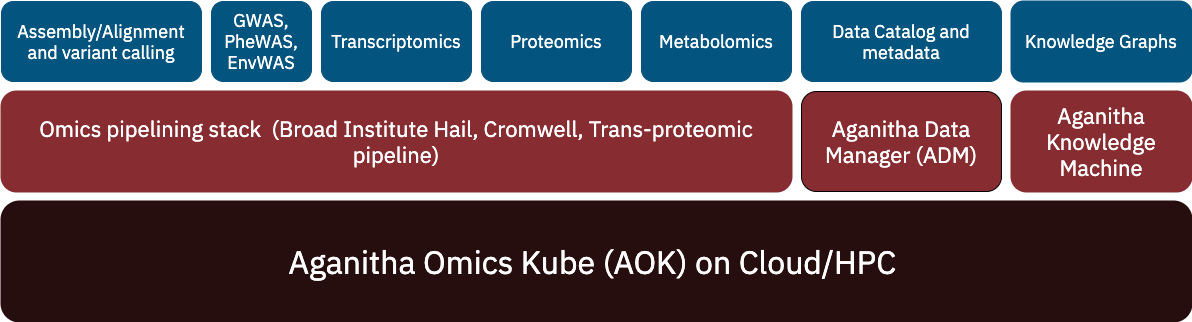 Assembly/Alignment
and variant calling
GWAS,
PheWAS,
EnvWAS
Transcriptomics
Proteomics
Metabolomics
Data Catalog and
metadata
Knowledge Graphs
Omics pipelining stack (Broad Institute Hail, Cromwell, Trans-proteomic
pipeline)
Aganitha Data
Manager (ADM)
Aganitha
Knowledge
Machine
Aganitha Omics Kube (AOK) on Cloud/HPC